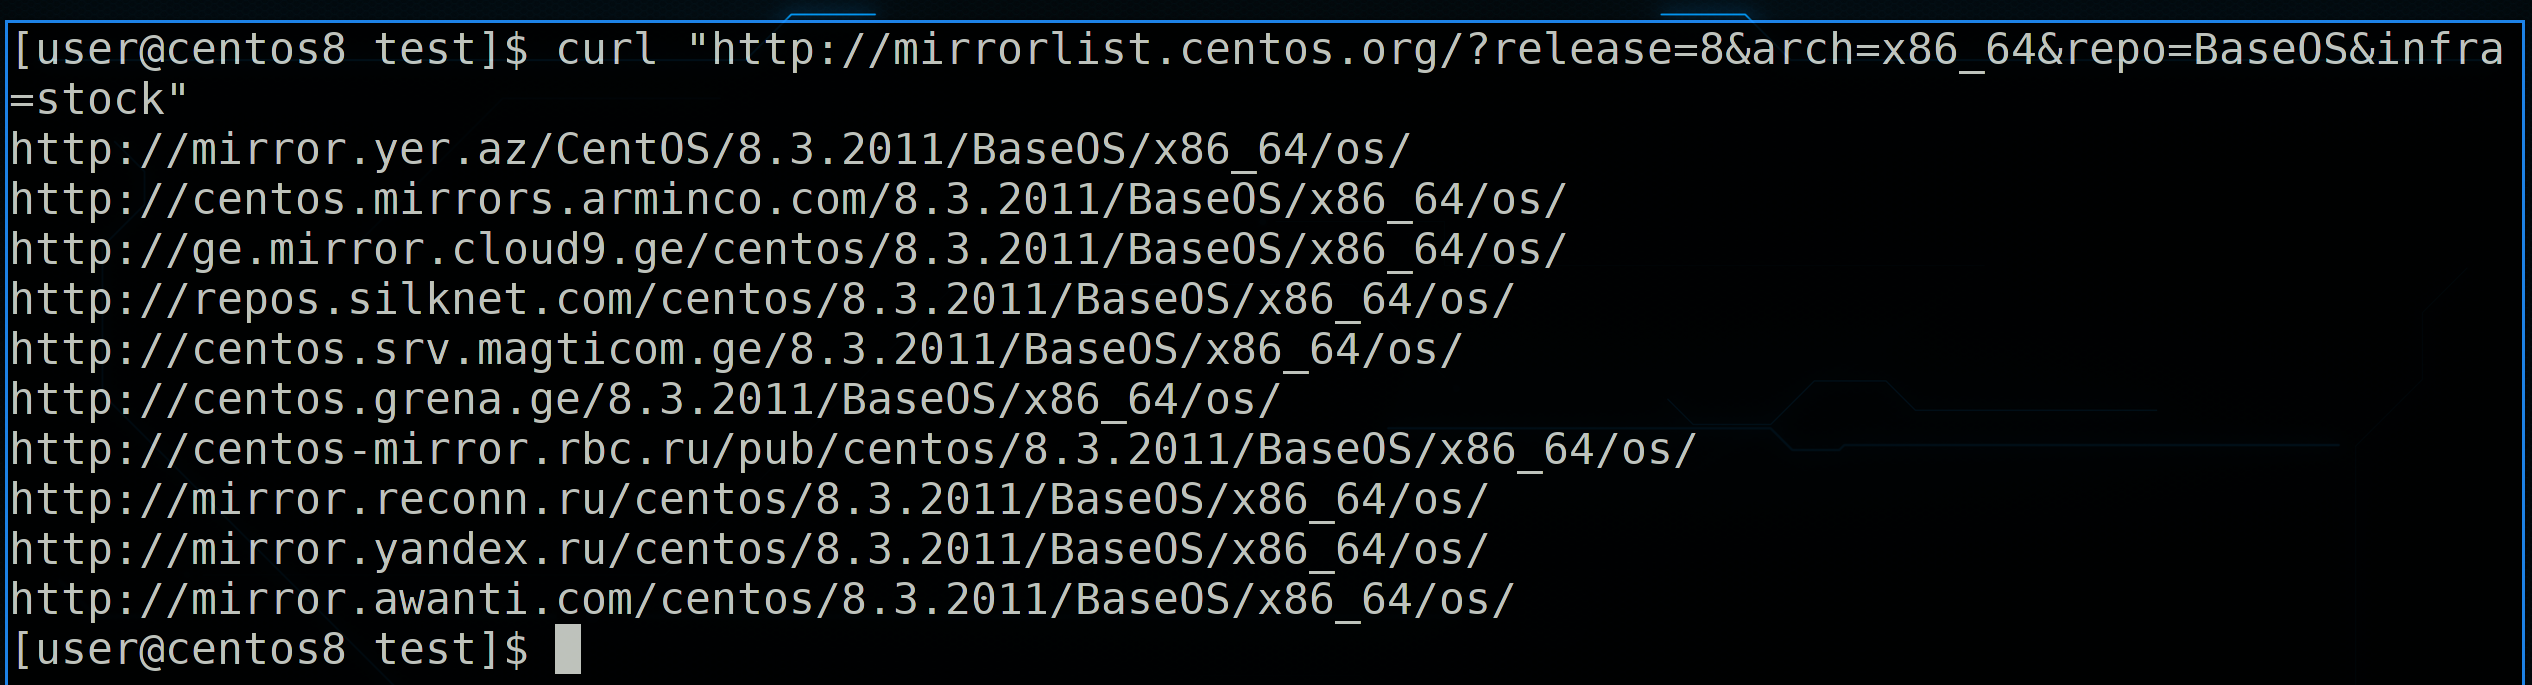 [user@centos8 test]$ curl "http://mirrorlist.centos.org/?release=8&arch=x86_64&repo=BaseOS&infra
=stock"
http://mirror.yer.az/CentOS/8.3.2011/BaseOS/x86_64/os/
http://centos.mirrors.arminco.com/8.3.2011/BaseOS/x86_64/os/
http://ge.mirror.cloud9.ge/centos/8.3.2011/BaseOS/x86_64/os/
http://repos.silknet.com/centos/8.3.2011/BaseOS/x86_64/os/
http://centos.srv.magticom.ge/8.3.2011/BaseOS/x86_64/os/
http://centos.grena.ge/8.3.2011/BaseOS/x86_64/os/
http://centos-mirror.rbc.ru/pub/centos/8.3.2011/BaseOS/x86_64/os/
http://mirror.reconn.ru/centos/8.3.2011/BaseOS/x86_64/os/
http://mirror.yandex.ru/centos/8.3.2011/BaseOS/x86_64/os/
http://mirror.awanti.com/centos/8.3.2011/BaseOS/x86_64/os/
[user@centos8 test]$